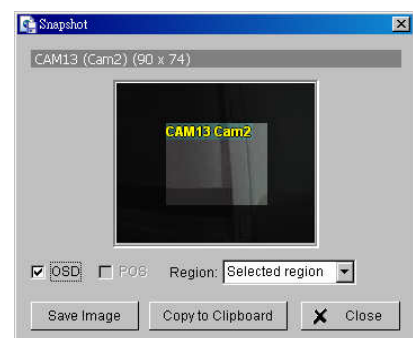 Snapshot
CAM13 (Cam2) (90 x 74)
CAM13 Cam2
OSD POS Region: Selected region
Save Image Copy to Clipboard Close